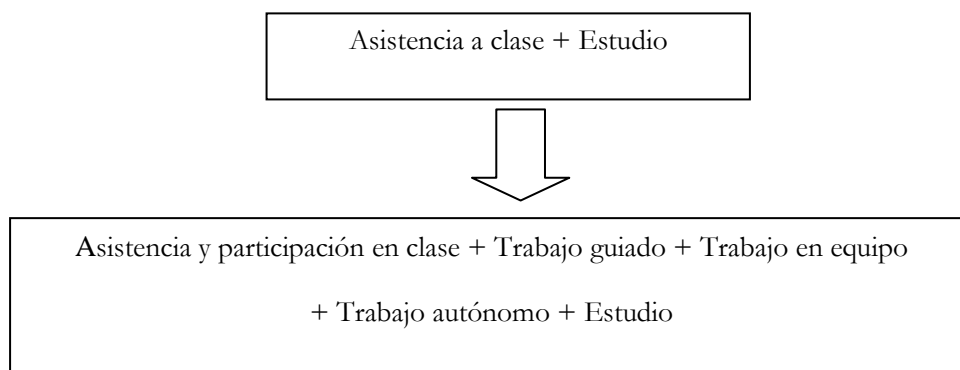 Asistencia a clase + Estudio
Asistencia y participación en clase + Trabajo guiado + Trabajo en equipo
+ Trabajo autónomo + Estudio